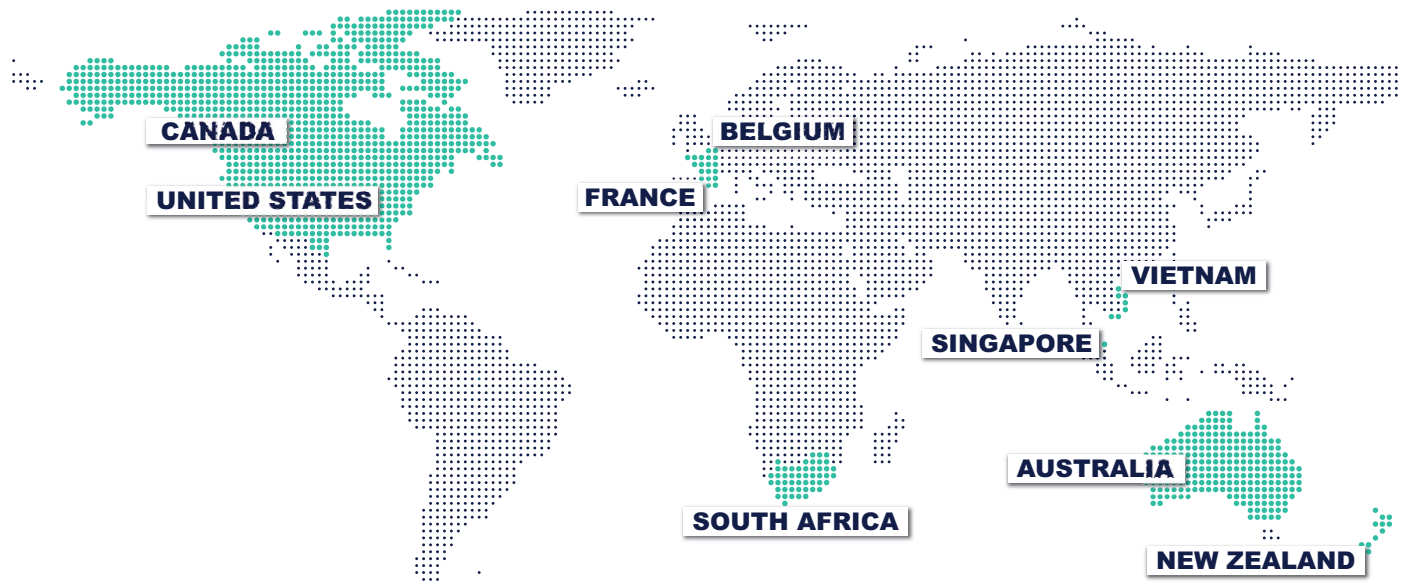 CANADA
BELGIUM
UNITED STATES
FRANCE
VIETNAM
SINGAPORE
AUSTRALIA
SOUTH AFRICA
NEW ZEALAND